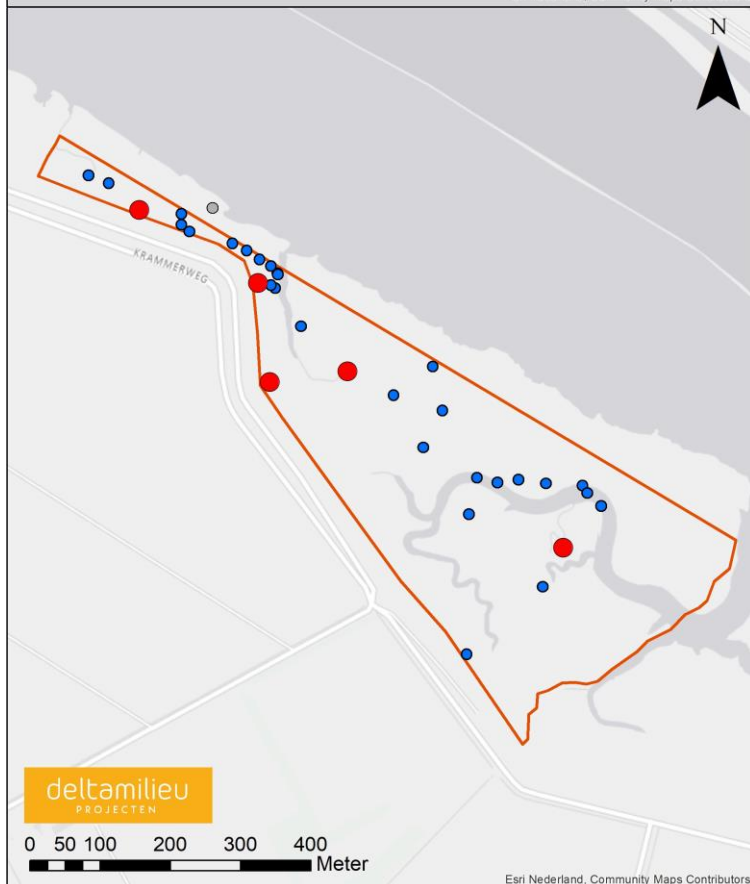 N
KRAMMERWEG
deltamilieu
PROJECTEN
0 50 100 200 300 400
Meter
Esri Nederland, Community Maps Contributors